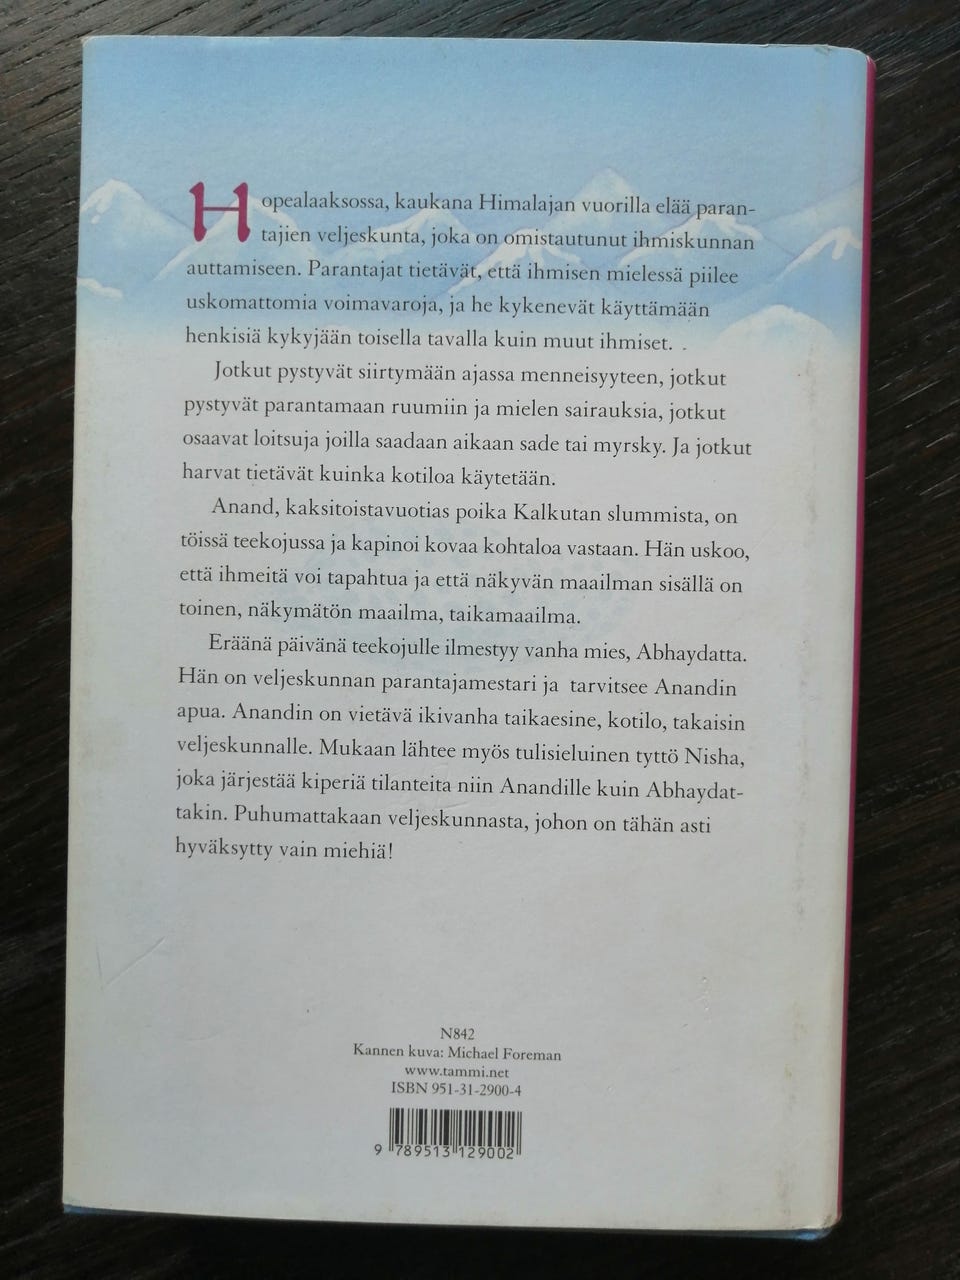 Hopealaaksossa, kaukana Himalajan vuorilla elää paran-
tajien veljeskunta, joka on omistautunut ihmiskunnan
auttamiseen. Parantajat tietävät, että ihmisen mielessä piilee
uskomattomia voimavaroja, ja he kykenevät käyttämään
henkisiä kykyjään toisella tavalla kuin muut ihmiset.
Jotkut pystyvät siirtymään ajassa menneisyyteen, jotkut
pystyvät parantamaan ruumiin ja mielen sairauksia, jotkut
osaavat loitsuja joilla saadaan aikaan sade tai myrsky. Ja jotkut
harvat tietävät kuinka kotiloa käytetään.
Anand, kaksitoistavuotias poika Kalkutan slummista, on
töissä teekojussa ja kapinoi kovaa kohtaloa vastaan. Hän uskoo,
että ihmeitä voi tapahtua ja että näkyvän maailman sisällä on
toinen, näkymätön maailma, taikamaailma.
Eräänä päivänä teekojulle ilmestyy vanha mies, Abhaydatta.
Hän on veljeskunnan parantajamestari ja tarvitsee Anandin
apua. Anandin on vietävä ikivanha taikaesine, kotilo, takaisin
veljeskunnalle. Mukaan lähtee myös tulisieluinen tyttö Nisha,
joka järjestää kiperiä tilanteita niin Anandille kuin Abhaydat-
takin. Puhumattakaan veljeskunnasta, johon on tähän asti
hyväksytty vain miehiä!
N842
Kannen kuva: Michael Foreman
www.tammi.net
ISBN 951-31-2900-4
9 789513 129002